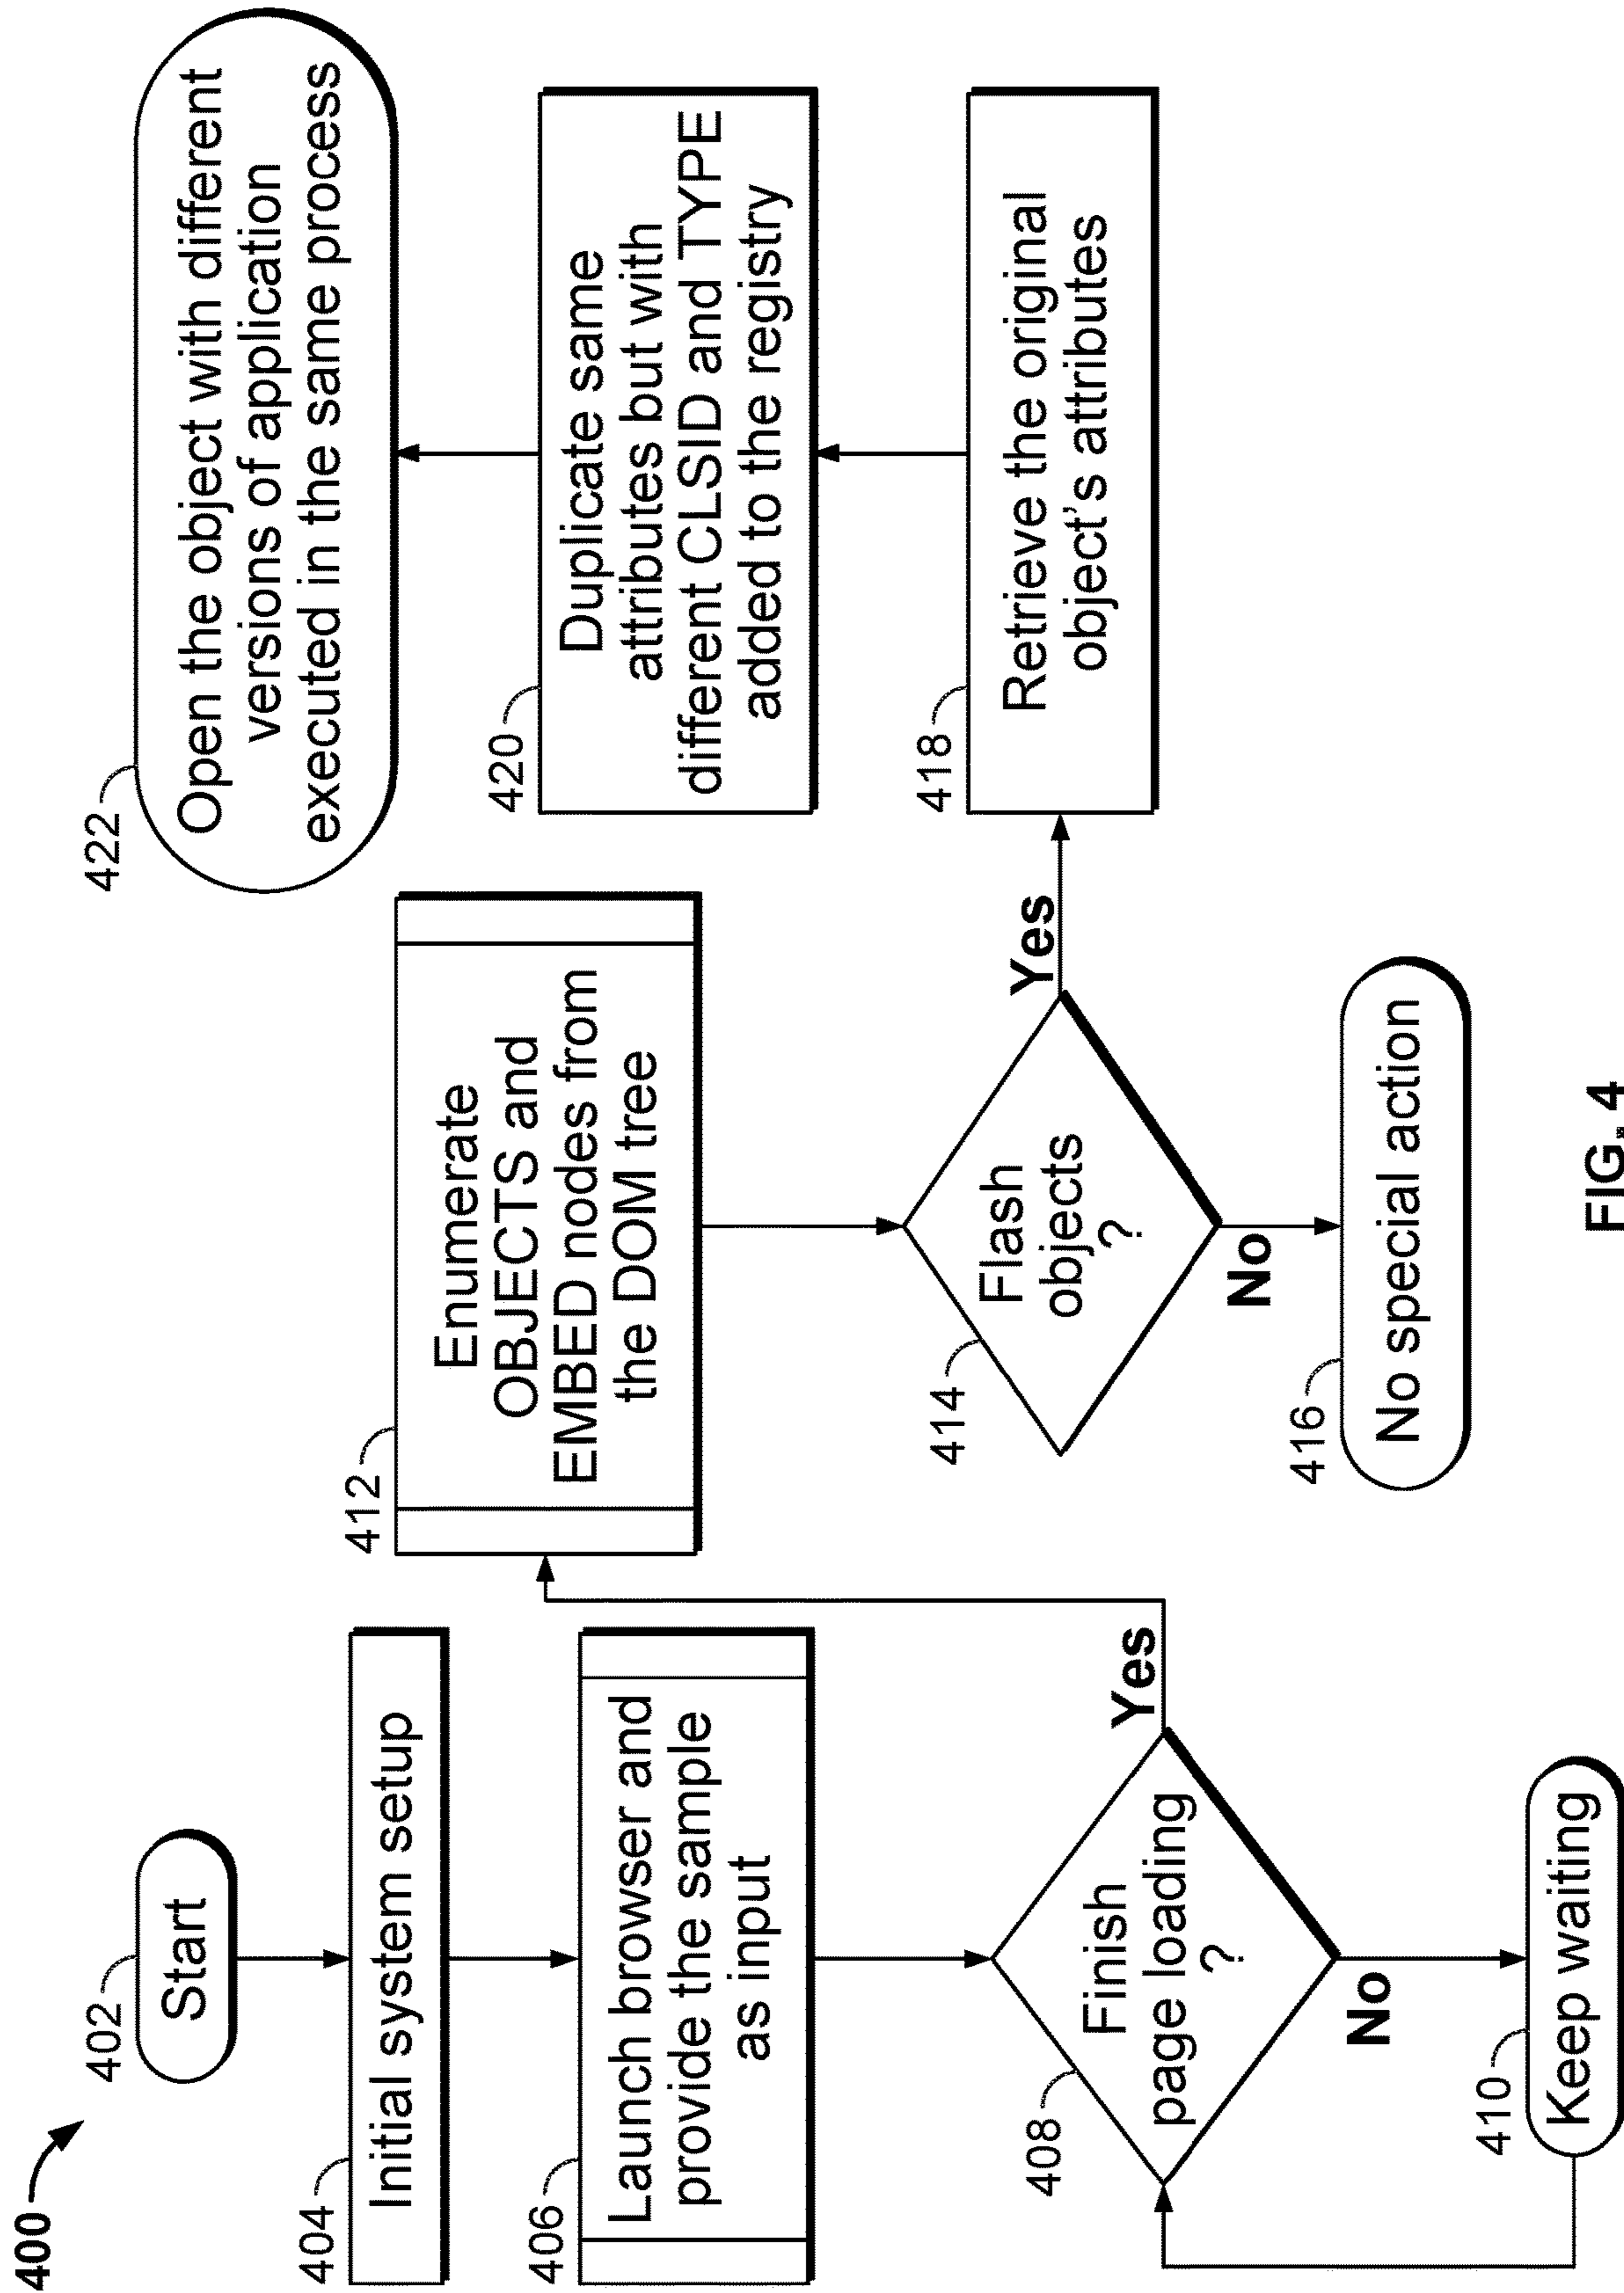 400
402
Start
404
Initial system setup
406
Launch browser and
provide the sample
as input
408
Finish
page loading
?
Yes
No
410
Keep waiting
412
Enumerate
OBJECTS and
EMBED nodes from
the DOM tree
414
Flash
objects
?
Yes
No
416
No special action
418
Retrieve the original
object's attributes
420
Duplicate same
attributes but with
different CLSID and TYPE
added to the registry
422
Open the object with different
versions of application
executed in the same process
FIG. 4